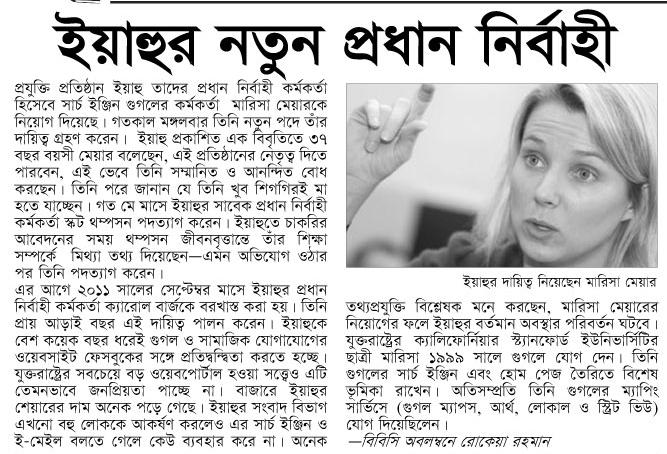 ইয়াহুর নতুন প্রধান নির্বাহী
প্রযুক্তি প্রতিষ্ঠান ইয়াহু তাদের প্রধান নির্বাহী কর্মকর্তা
হিসেবে সার্চ ইঞ্জিন গুগলের কর্মকর্তা মারিসা মেয়ারকে
নিয়োগ দিয়েছে। গতকাল মঙ্গলবার তিনি নতুন পদে তাঁর
দায়িত্ব গ্রহণ করেন। ইয়াহু প্রকাশিত এক বিবৃতিতে ৩৭
বছর বয়সী মেয়ার বলেছেন, এই প্রতিষ্ঠানের নেতৃত্ব দিতে
পারবেন, এই ভেবে তিনি সম্মানিত ও আনন্দিত বোধ
করছেন। তিনি পরে জানান যে তিনি খুব শিগগিরই মা
হতে যাচ্ছেন। গত মে মাসে ইয়াহুর সাবেক প্রধান নির্বাহী
কর্মকর্তা স্কট থম্পসন পদত্যাগ করেন। ইয়াহুতে চাকরির
আবেদনের সময় থম্পসন জীবনবৃত্তান্তে তাঁর শিক্ষা
সম্পর্কে মিথ্যা তথ্য দিয়েছেন—এমন অভিযোগ ওঠার
পর তিনি পদত্যাগ করেন।
এর আগে ২০১১ সালের সেপ্টেম্বর মাসে ইয়াহুর প্রধান
নির্বাহী কর্মকর্তা ক্যারোল বার্জকে বরখাস্ত করা হয়। তিনি
প্রায় আড়াই বছর এই দায়িত্ব পালন করেন। ইয়াহুকে
বেশ কয়েক বছর ধরেই গুগল ও সামাজিক যোগাযোগের
ওয়েবসাইট ফেসবুকের সঙ্গে প্রতিদ্বন্দ্বিতা করতে হচ্ছে।
যুক্তরাষ্ট্রের সবচেয়ে বড় ওয়েবপোর্টাল হওয়া সত্ত্বেও এটি
তেমনভাবে জনপ্রিয়তা পাচ্ছে না। বাজারে ইয়াহুর
শেয়ারের দাম অনেক পড়ে গেছে। ইয়াহুর সংবাদ বিভাগ
এখনো বহু লোককে আকর্ষণ করলেও এর সার্চ ইঞ্জিন ও
ই-মেইল বলতে গেলে কেউ ব্যবহার করে না। অনেক
ইয়াহুর দায়িত্ব নিয়েছেন মারিসা মেয়ার
তথ্যপ্রযুক্তি বিশ্লেষক মনে করছেন, মারিসা মেয়ারের
নিয়োগের ফলে ইয়াহুর বর্তমান অবস্থার পরিবর্তন ঘটবে।
যুক্তরাষ্ট্রের ক্যালিফোর্নিয়ার স্ট্যানফোর্ড ইউনিভার্সিটির
ছাত্রী মারিসা ১৯৯৯ সালে গুগলে যোগ দেন। তিনি
গুগলের সার্চ ইঞ্জিন এবং হোম পেজ তৈরিতে বিশেষ
ভূমিকা রাখেন। অতিসম্প্রতি তিনি গুগলের ম্যাপিং
সার্ভিসে (গুগল ম্যাপস, আর্থ, লোকাল ও স্ট্রিট ভিউ)
যোগ দিয়েছিলেন।
—বিবিসি অবলম্বনে রোকেয়া রহমান